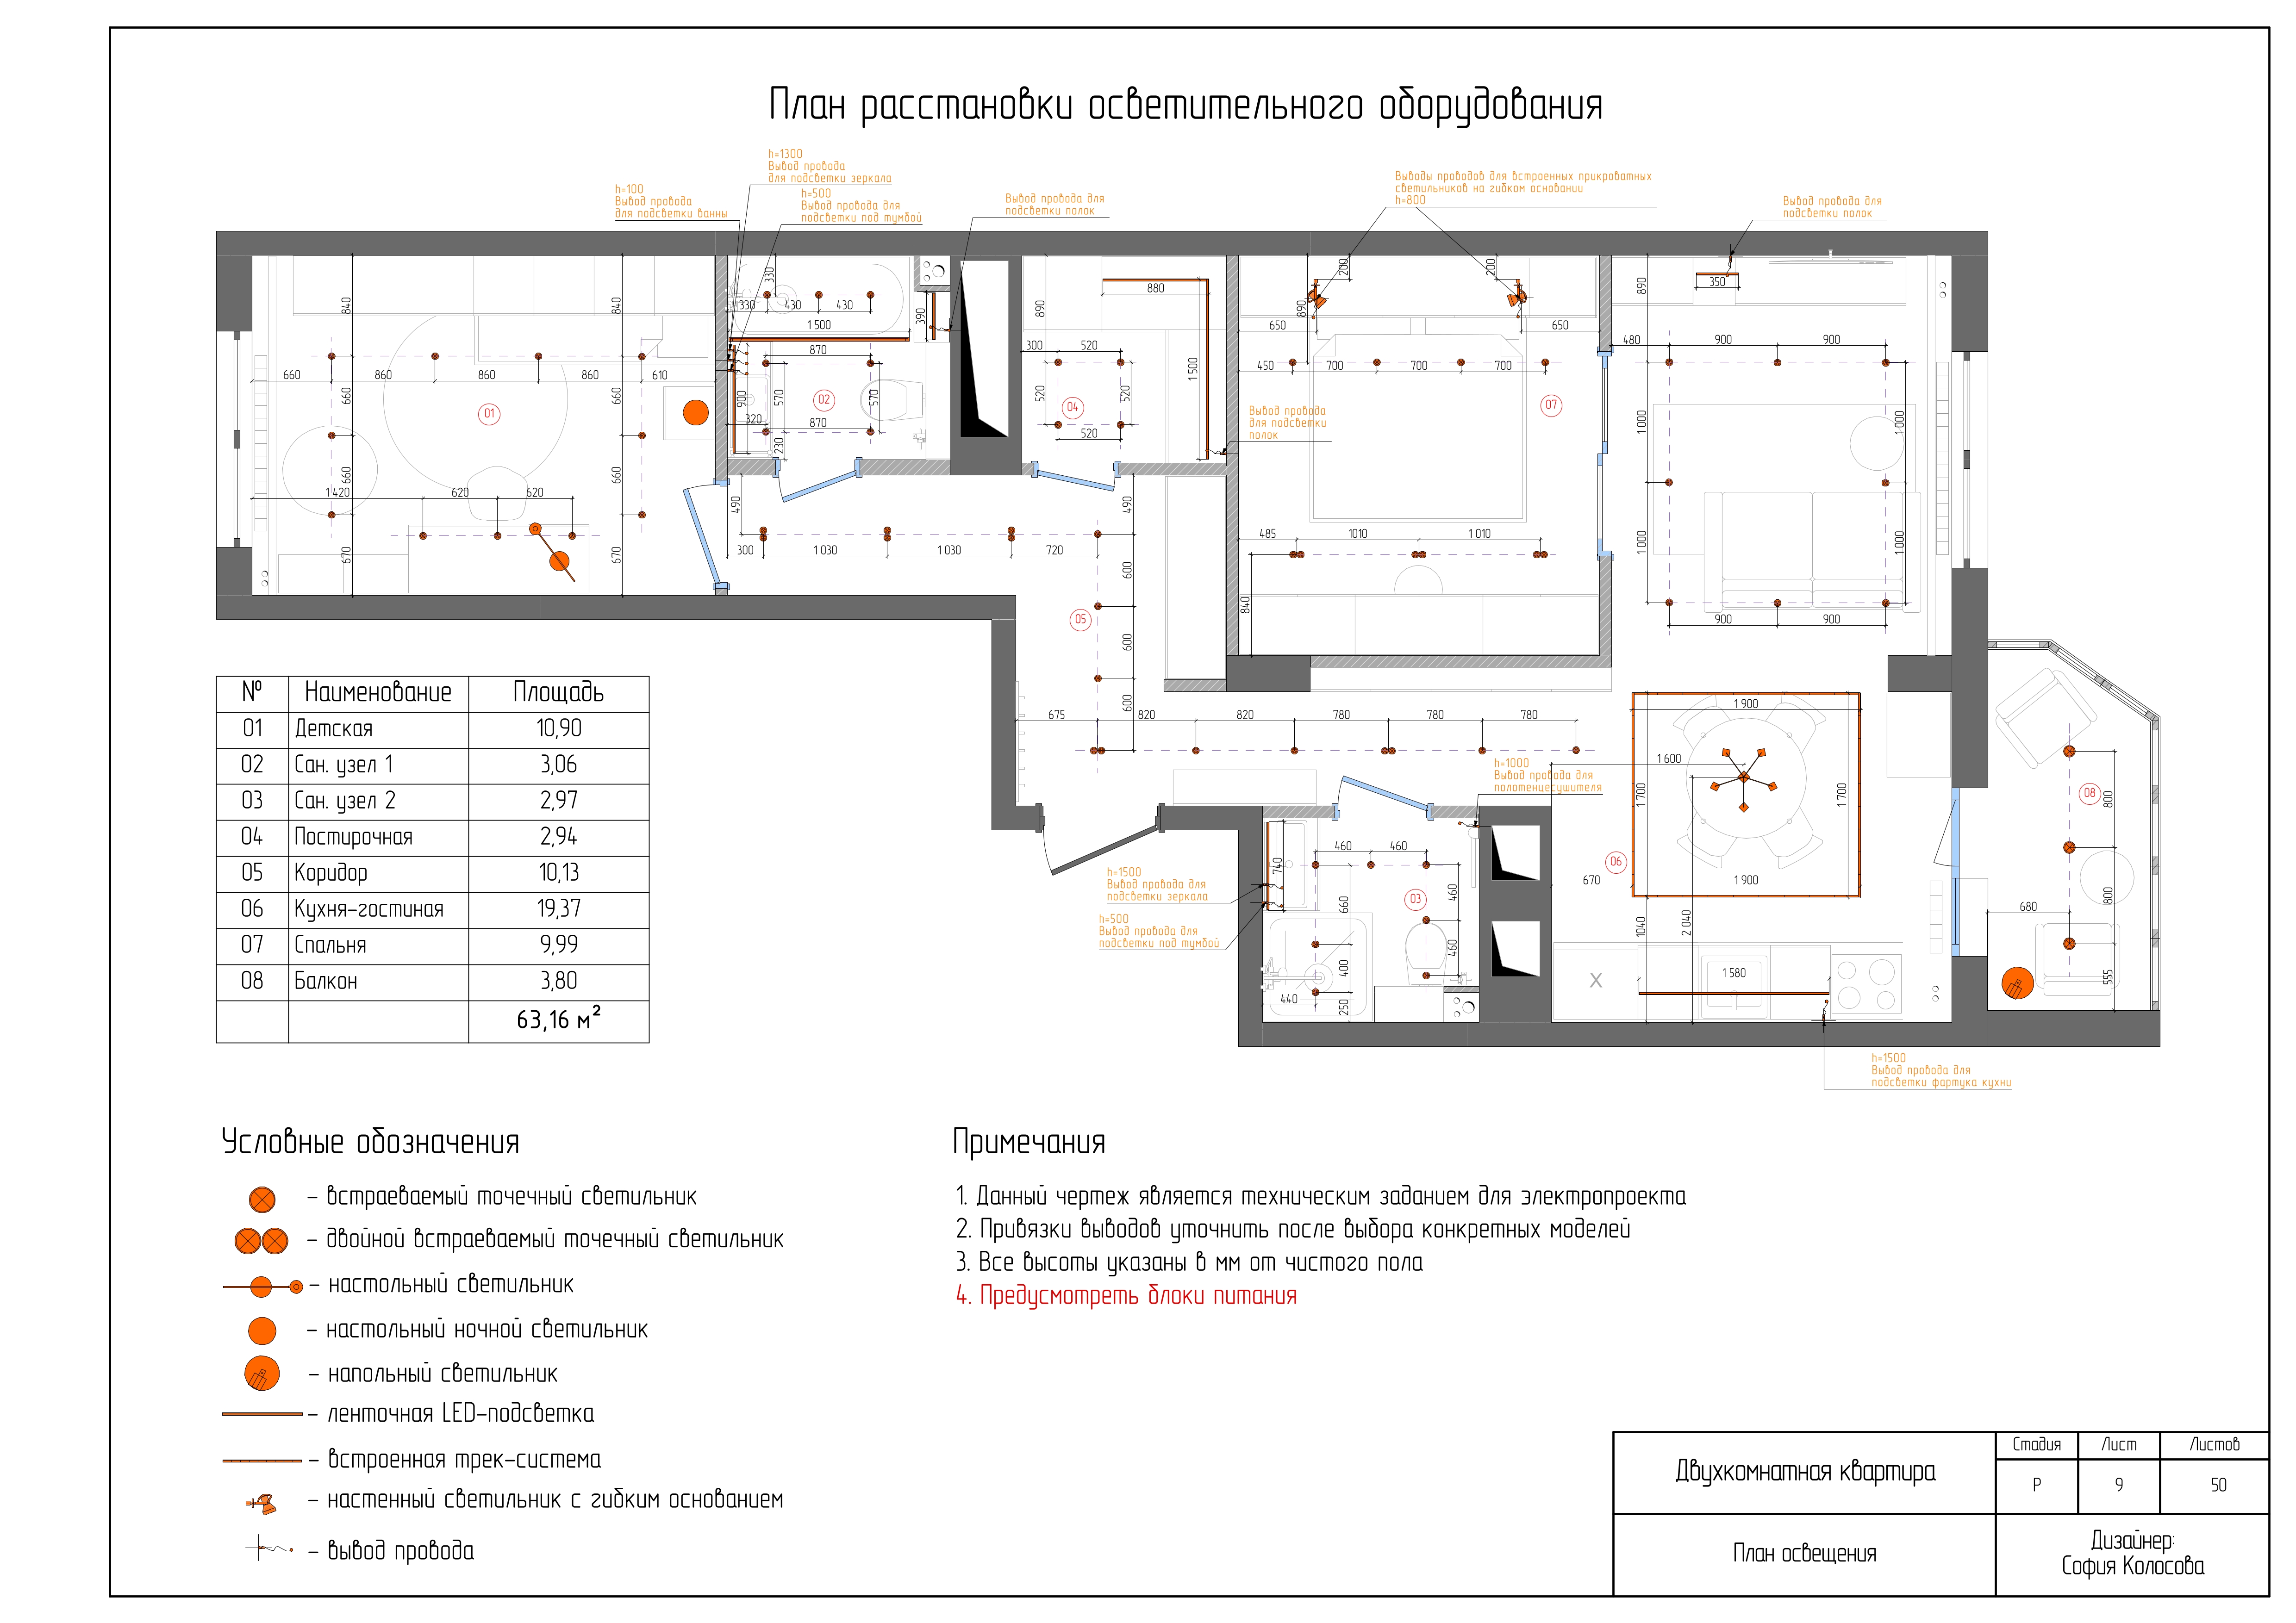 План расстановки осветительного оборудования
h=1300
Вывод провода
для подсветки зеркала
h=100
Вывод провода
для подсветки ванны
h=500
Вывод провода для
подсветки под тумбой
Вывод провода для
подсветки полок
Выводы проводов для встроенных прикроватных
светильников на гибком основании
h=800
Вывод провода для
подсветки полок
840
840
660
860
860
860
610
660
660
660
660
1 420
620
620
670
670
01
330
330
430
430
1 500
390
870
900
570
570
320
870
230
02
890
880
300
520
520
520
520
1 500
04
Вывод провода
для подсветки
полок
200
200
890
650
650
450
700
700
700
07
485
1010
1 010
840
890
350
480
900
900
1 000
1 000
1 000
1 000
900
900
490
490
300
1 030
1 030
720
600
600
600
05
675
820
820
780
780
780
h=1000
Вывод провода для
полотенцесушителя
1 900
1 600
1 700
1 700
06
670
1 900
1040
2 040
1 580
X
08
800
800
680
555
740
460
460
660
460
460
400
440
250
03
h=1500
Вывод провода для
подсветки зеркала
h=500
Вывод провода для
подсветки под тумбой
h=1500
Вывод провода для
подсветки фартука кухни
№ Наименование Площадь
01 Детская 10,90
02 Сан. узел 1 3,06
03 Сан. узел 2 2,97
04 Постирочная 2,94
05 Коридор 10,13
06 Кухня-гостиная 19,37
07 Спальня 9,99
08 Балкон 3,80
63,16 м²
Условные обозначения
– встраеваемый точечный светильник
– двойной встраеваемый точечный светильник
– настольный светильник
– настольный ночной светильник
– напольный светильник
– ленточная LED-подсветка
– встроенная трек-система
– настенный светильник с гибким основанием
– вывод провода
Примечания
1. Данный чертеж является техническим заданием для электропроекта
2. Привязки выводов уточнить после выбора конкретных моделей
3. Все высоты указаны в мм от чистого пола
4. Предусмотреть блоки питания
Двухкомнатная квартира
Стадия Лист Листов
Р 9 50
План освещения
Дизайнер:
София Колосова